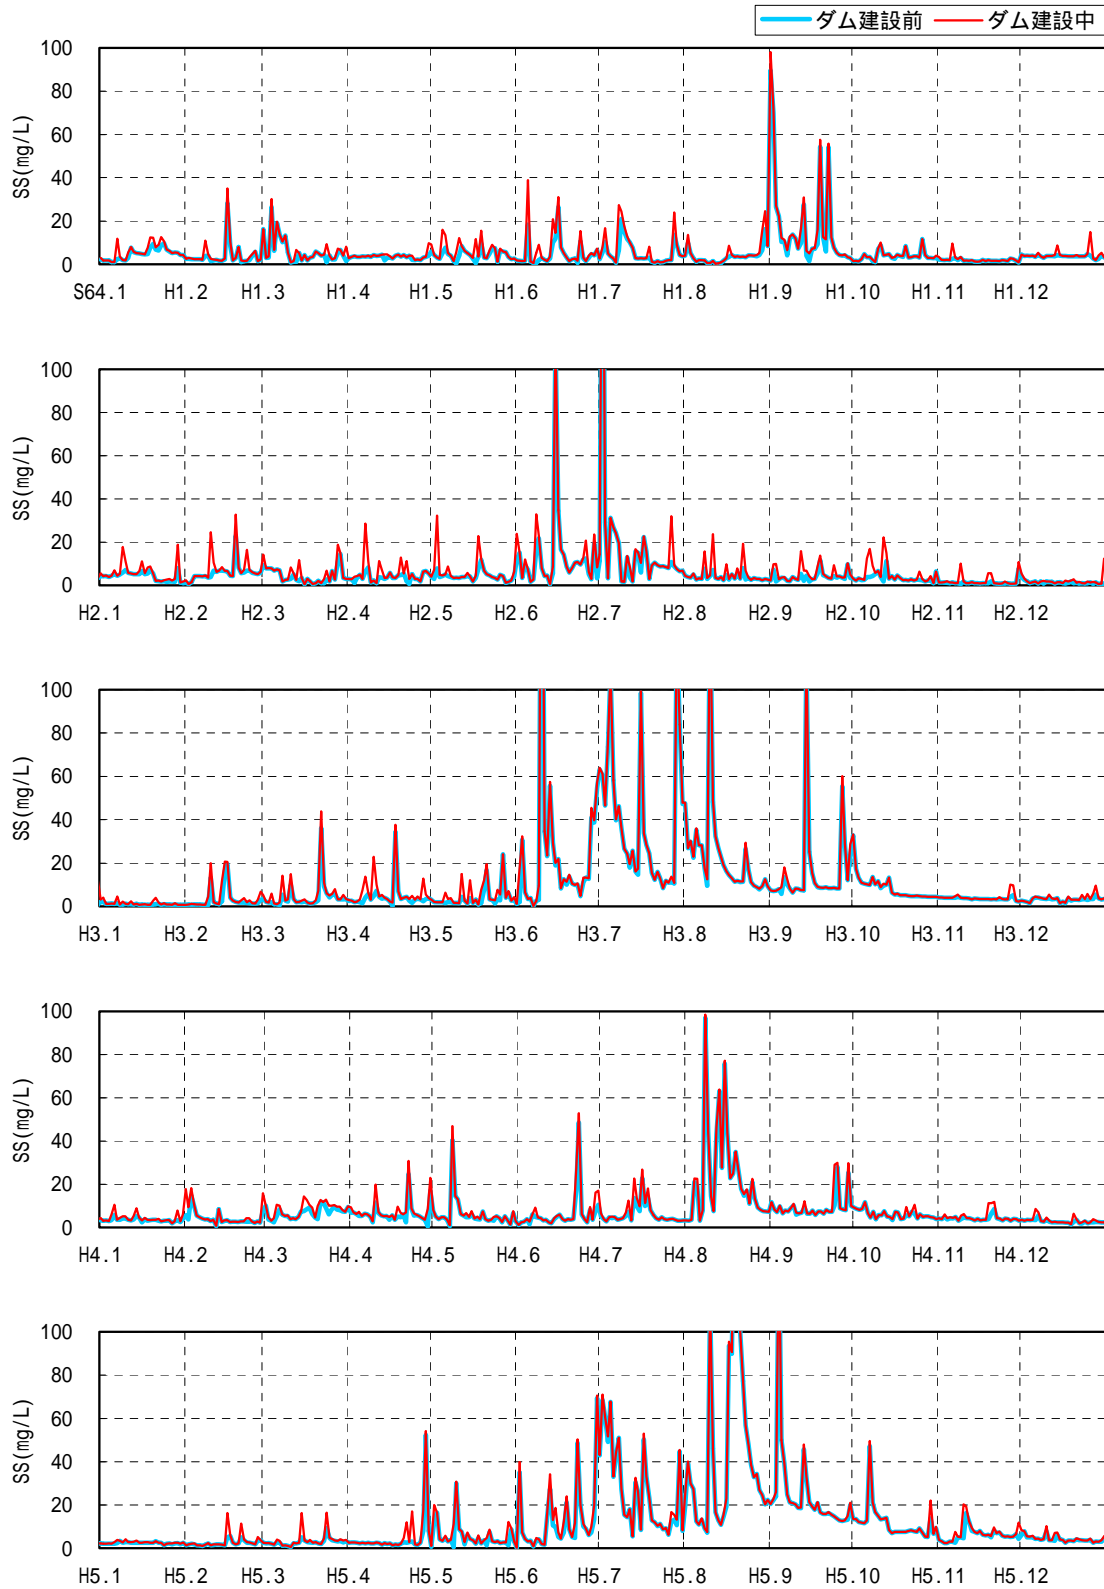 ダム建設前 ダム建設中
100
80
60
40
20
0
SS(mg/L)
S64.1 H1.2 H1.3 H1.4 H1.5 H1.6 H1.7 H1.8 H1.9 H1.10 H1.11 H1.12
100
80
60
40
20
0
SS(mg/L)
H2.1 H2.2 H2.3 H2.4 H2.5 H2.6 H2.7 H2.8 H2.9 H2.10 H2.11 H2.12
100
80
60
40
20
0
SS(mg/L)
H3.1 H3.2 H3.3 H3.4 H3.5 H3.6 H3.7 H3.8 H3.9 H3.10 H3.11 H3.12
100
80
60
40
20
0
SS(mg/L)
H4.1 H4.2 H4.3 H4.4 H4.5 H4.6 H4.7 H4.8 H4.9 H4.10 H4.11 H4.12
100
80
60
40
20
0
SS(mg/L)
H5.1 H5.2 H5.3 H5.4 H5.5 H5.6 H5.7 H5.8 H5.9 H5.10 H5.11 H5.12